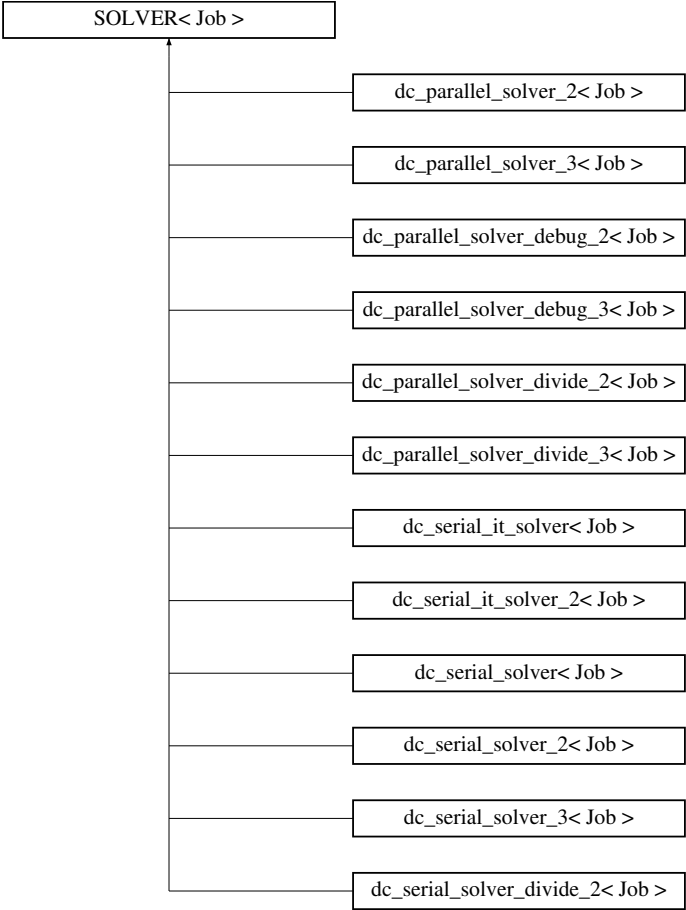 SOLVER< Job >
dc_parallel_solver_2< Job >
dc_parallel_solver_3< Job >
dc_parallel_solver_debug_2< Job >
dc_parallel_solver_debug_3< Job >
dc_parallel_solver_divide_2< Job >
dc_parallel_solver_divide_3< Job >
dc_serial_it_solver< Job >
dc_serial_it_solver_2< Job >
dc_serial_solver< Job >
dc_serial_solver_2< Job >
dc_serial_solver_3< Job >
dc_serial_solver_divide_2< Job >